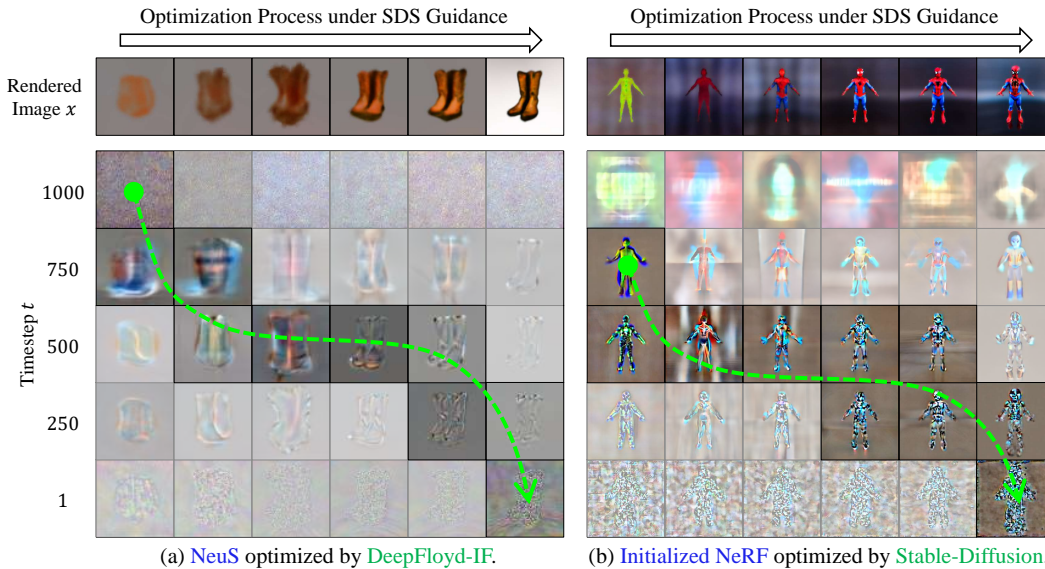 Optimization Process under SDS Guidance
Optimization Process under SDS Guidance
Rendered
Image x
1000
750
500
250
1
Timestep t
(a) NeuS optimized by DeepFloyd-IF.
(b) Initialized NeRF optimized by Stable-Diffusion.